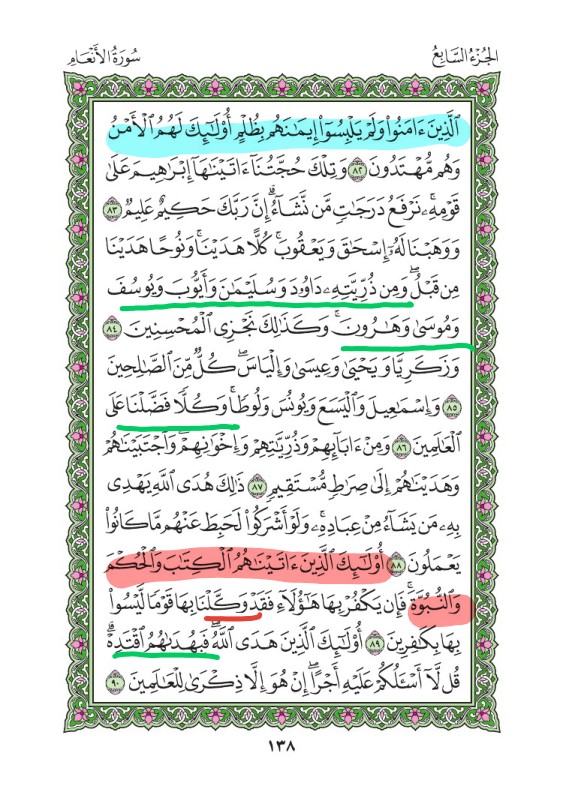 الجُزْءُ السَّابِعُ
سُورَةُ الأَنْعَامِ
ٱلَّذِينَ ءَامَنُوا۟ وَلَمْ يَلْبِسُوٓا۟ إِيمَـٰنَهُم بِظُلْمٍ أُو۟لَـٰٓئِكَ لَهُمُ ٱلْأَمْنُ
وَهُم مُّهْتَدُونَ ٨٢ وَتِلْكَ حُجَّتُنَآ ءَاتَيْنَـٰهَآ إِبْرَٰهِيمَ عَلَىٰ
قَوْمِهِۦ ۚ نَرْفَعُ دَرَجَـٰتٍ مَّن نَّشَآءُ ۗ إِنَّ رَبَّكَ حَكِيمٌ عَلِيمٌ ٨٣
وَوَهَبْنَا لَهُۥٓ إِسْحَـٰقَ وَيَعْقُوبَ ۚ كُلًّا هَدَيْنَا ۚ وَنُوحًا هَدَيْنَا
مِن قَبْلُ ۖ وَمِن ذُرِّيَّتِهِۦ دَاوُۥدَ وَسُلَيْمَـٰنَ وَأَيُّوبَ وَيُوسُفَ
وَمُوسَىٰ وَهَـٰرُونَ ۚ وَكَذَٰلِكَ نَجْزِى ٱلْمُحْسِنِينَ ٨٤
وَزَكَرِيَّا وَيَحْيَىٰ وَعِيسَىٰ وَإِلْيَاسَ ۖ كُلٌّ مِّنَ ٱلصَّـٰلِحِينَ
٨٥ وَإِسْمَـٰعِيلَ وَٱلْيَسَعَ وَيُونُسَ وَلُوطًا ۚ وَكُلًّا فَضَّلْنَا عَلَى
ٱلْعَـٰلَمِينَ ٨٦ وَمِنْ ءَابَآئِهِمْ وَذُرِّيَّـٰتِهِمْ وَإِخْوَٰنِهِمْ ۖ وَٱجْتَبَيْنَـٰهُمْ
وَهَدَيْنَـٰهُمْ إِلَىٰ صِرَٰطٍ مُّسْتَقِيمٍ ٨٧ ذَٰلِكَ هُدَى ٱللَّهِ يَهْدِى
بِهِۦ مَن يَشَآءُ مِنْ عِبَادِهِۦ ۚ وَلَوْ أَشْرَكُوا۟ لَحَبِطَ عَنْهُم مَّا كَانُوا۟
يَعْمَلُونَ ٨٨ أُو۟لَـٰٓئِكَ ٱلَّذِينَ ءَاتَيْنَـٰهُمُ ٱلْكِتَـٰبَ وَٱلْحُكْمَ
وَٱلنُّبُوَّةَ ۚ فَإِن يَكْفُرْ بِهَا هَـٰٓؤُلَآءِ فَقَدْ وَكَّلْنَا بِهَا قَوْمًا لَّيْسُوا۟
بِهَا بِكَـٰفِرِينَ ٨٩ أُو۟لَـٰٓئِكَ ٱلَّذِينَ هَدَى ٱللَّهُ ۖ فَبِهُدَىٰهُمُ ٱقْتَدِهْ ۗ
قُل لَّآ أَسْـَٔلُكُمْ عَلَيْهِ أَجْرًا ۖ إِنْ هُوَ إِلَّا ذِكْرَىٰ لِلْعَـٰلَمِينَ ٩٠
١٣٨